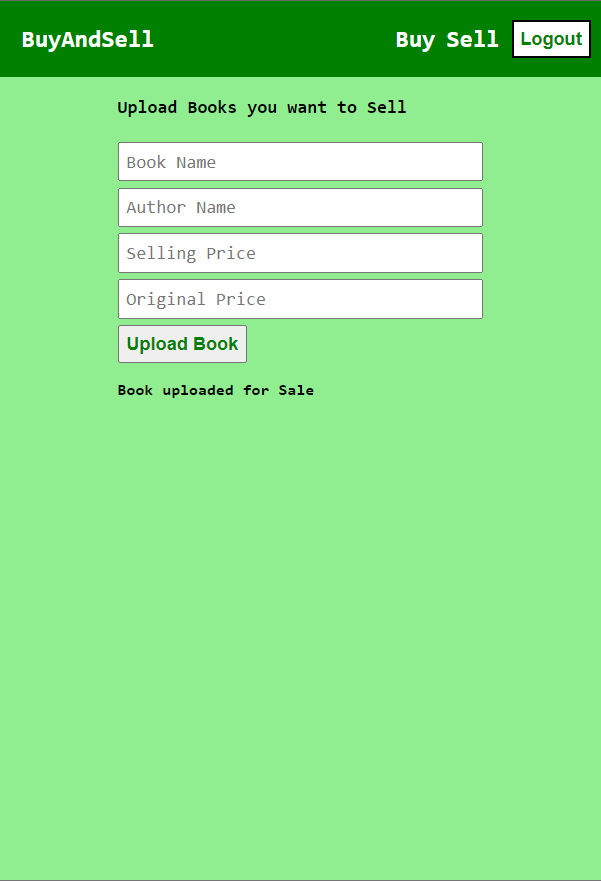 BuyAndSell Buy Sell Logout
Upload Books you want to Sell
Book Name
Author Name
Selling Price
Original Price
Upload Book
Book uploaded for Sale